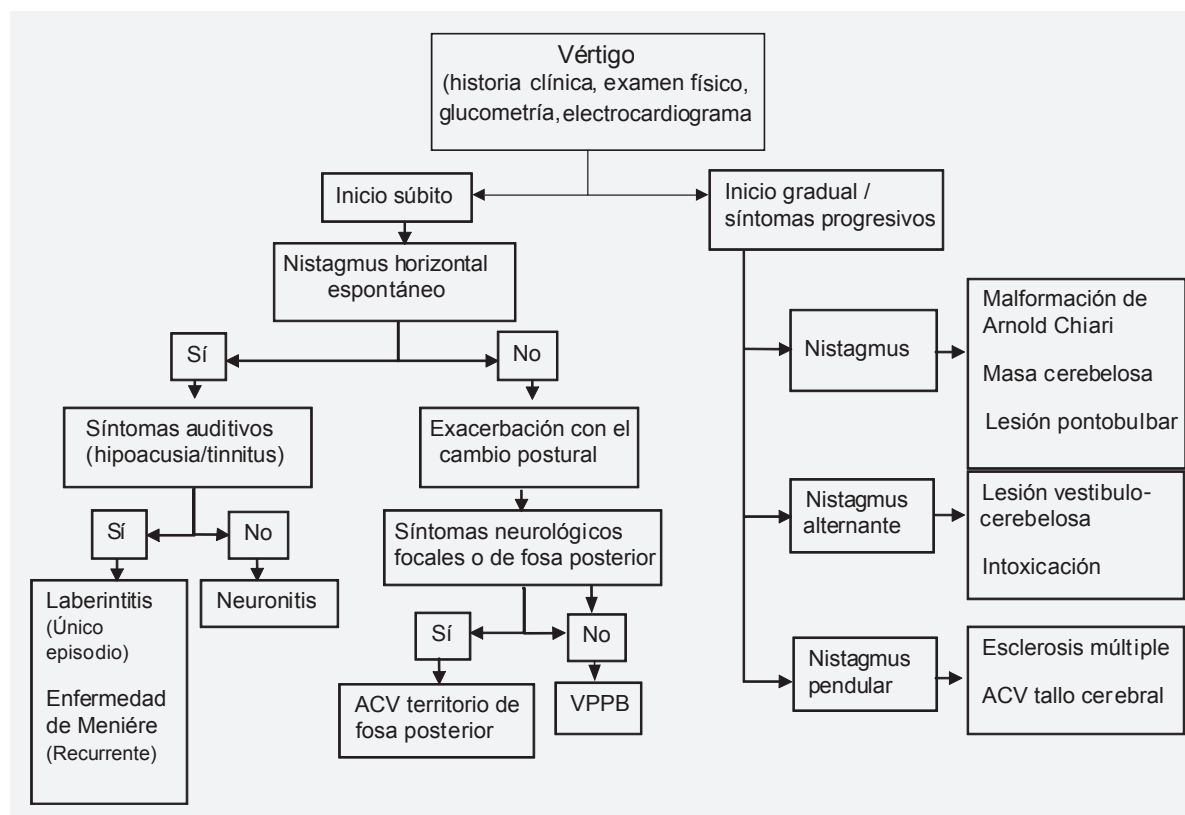 Vértigo
(historia clínica, examen físico,
glucometría, electrocardiograma
Inicio súbito
Inicio gradual /
síntomas progresivos
Nistagmus horizontal
espontáneo
Sí
No
Síntomas auditivos
(hipoacusia/tinnitus)
Exacerbación con el
cambio postural
Sí
No
Síntomas neurológicos
focales o de fosa posterior
Laberintitis
(Único
episodio)
Enfermedad
de Meniére
(Recurrente)
Neuronitis
Sí
No
ACV territorio de
fosa posterior
VPPB
Nistagmus
Malformación de
Arnold Chiari
Masa cerebelosa
Lesión pontobulbar
Nistagmus
alternante
Lesión vestibulo-
cerebelosa
Intoxicación
Nistagmus
pendular
Esclerosis múltiple
ACV tallo cerebral